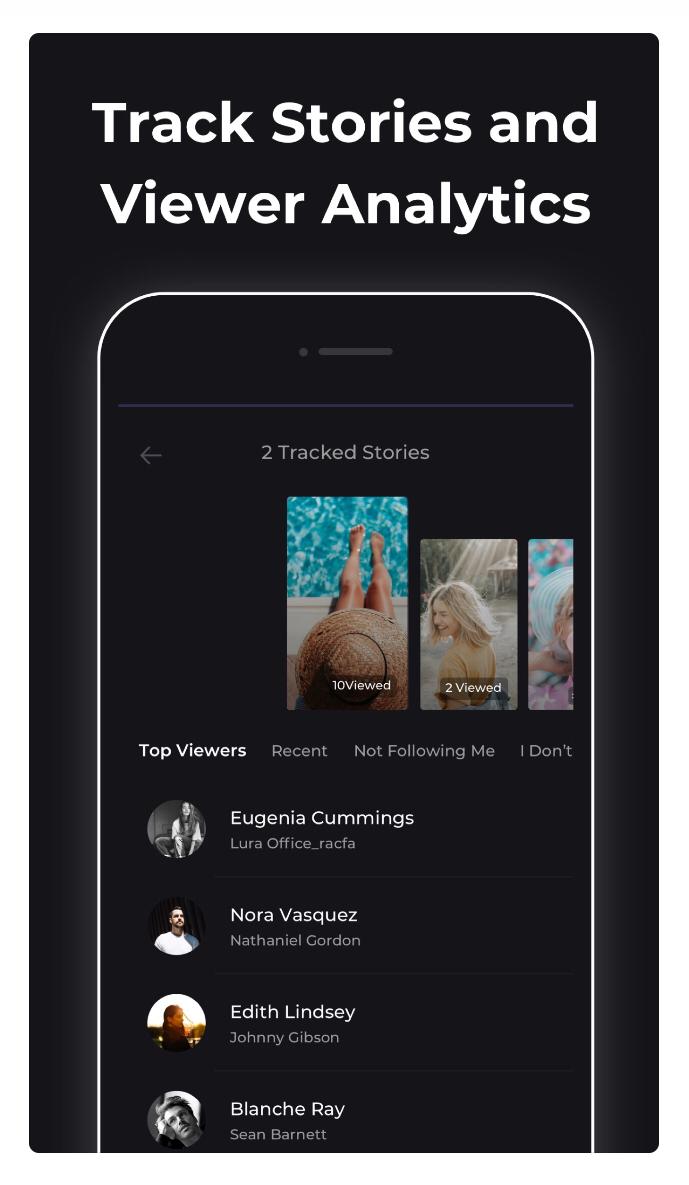 Track Stories and
Viewer Analytics
2 Tracked Stories
10Viewed
2 Viewed
Top Viewers Recent Not Following Me I Don't
Eugenia Cummings
Lura Office_racfa
Nora Vasquez
Nathaniel Gordon
Edith Lindsey
Johnny Gibson
Blanche Ray
Sean Barnett